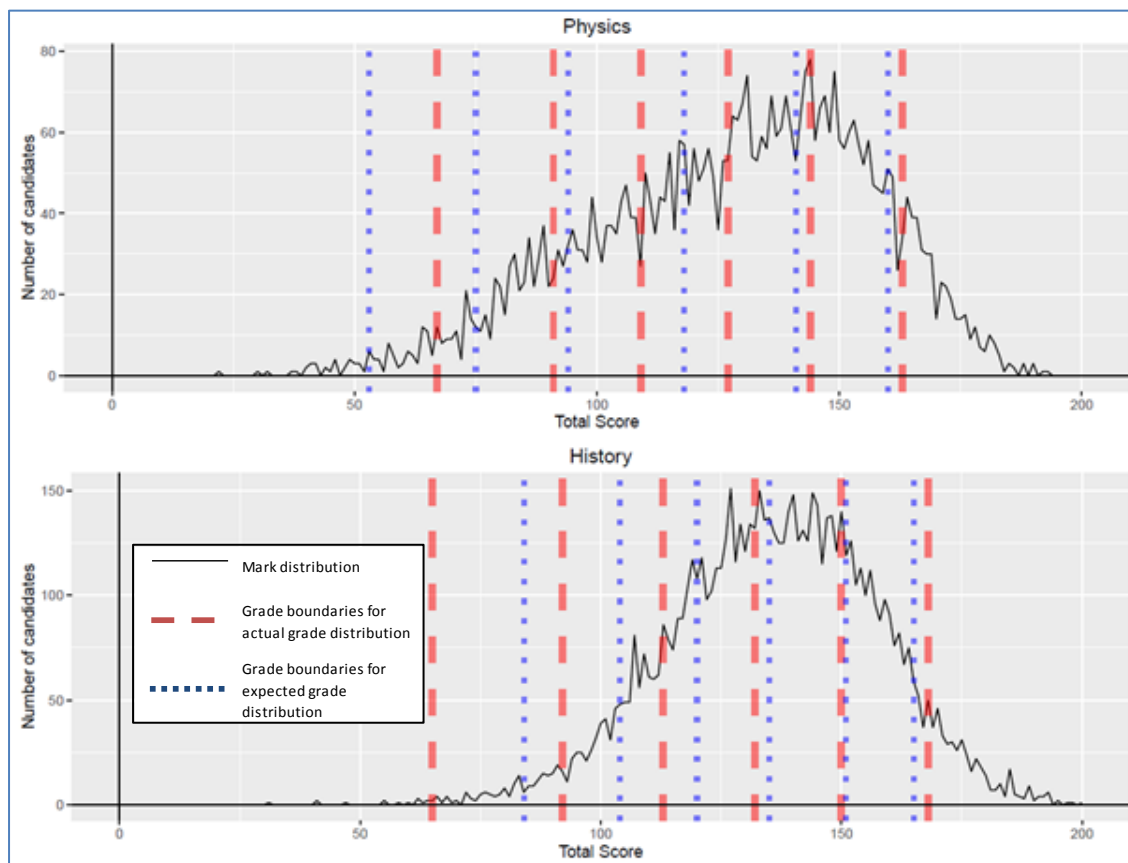 Physics
80
60
40
20
0
Number of candidates
0 50 100 150 200
Total Score
History
150
100
50
0
Number of candidates
Mark distribution
Grade boundaries for
actual grade distribution
Grade boundaries for
expected grade
distribution
0 50 100 150 200
Total Score